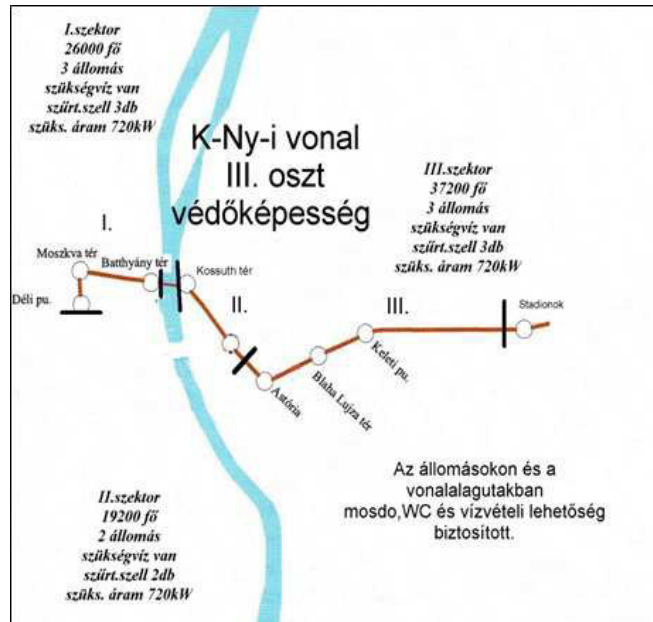 I.szektor
26000 fő
3 állomás
szükségvíz van
szűrt.szell 3db
szüks. áram 720kW
K-Ny-i vonal
III. oszt
védőképesség
III.szektor
37200 fő
3 állomás
szükségvíz van
szűrt.szell 3db
szüks. áram 720kW
I.
Moszkva tér
Batthyány tér
Kossuth tér
Déli pu.
II.
III.
Stadionok
Astória
Blaha Lujza tér
Keleti pu.
Az állomásokon és a
vonalalagutakban
mosdo,WC és vízvételi lehetőség
biztosított.
II.szektor
19200 fő
2 állomás
szükségvíz van
szűrt.szell 2db
szüks. áram 720kW